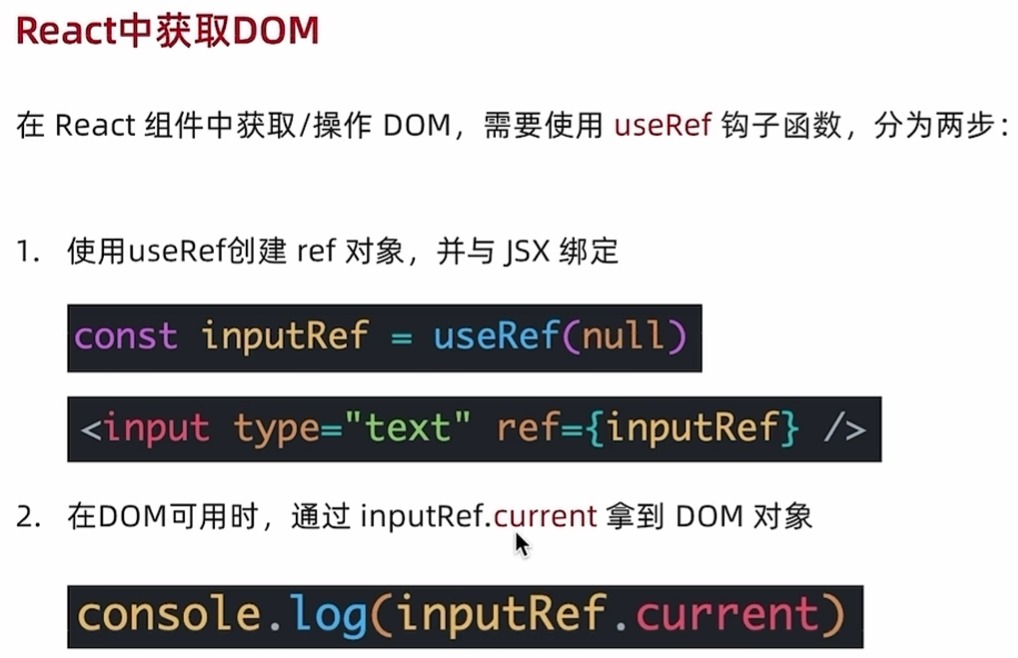 React中获取DOM
在 React 组件中获取/操作 DOM，需要使用 useRef 钩子函数，分为两步：
1. 使用useRef创建 ref 对象，并与 JSX 绑定
const inputRef = useRef(null)
<input type="text" ref={inputRef} />
2. 在DOM可用时，通过 inputRef.current 拿到 DOM 对象
console.log(inputRef.current)